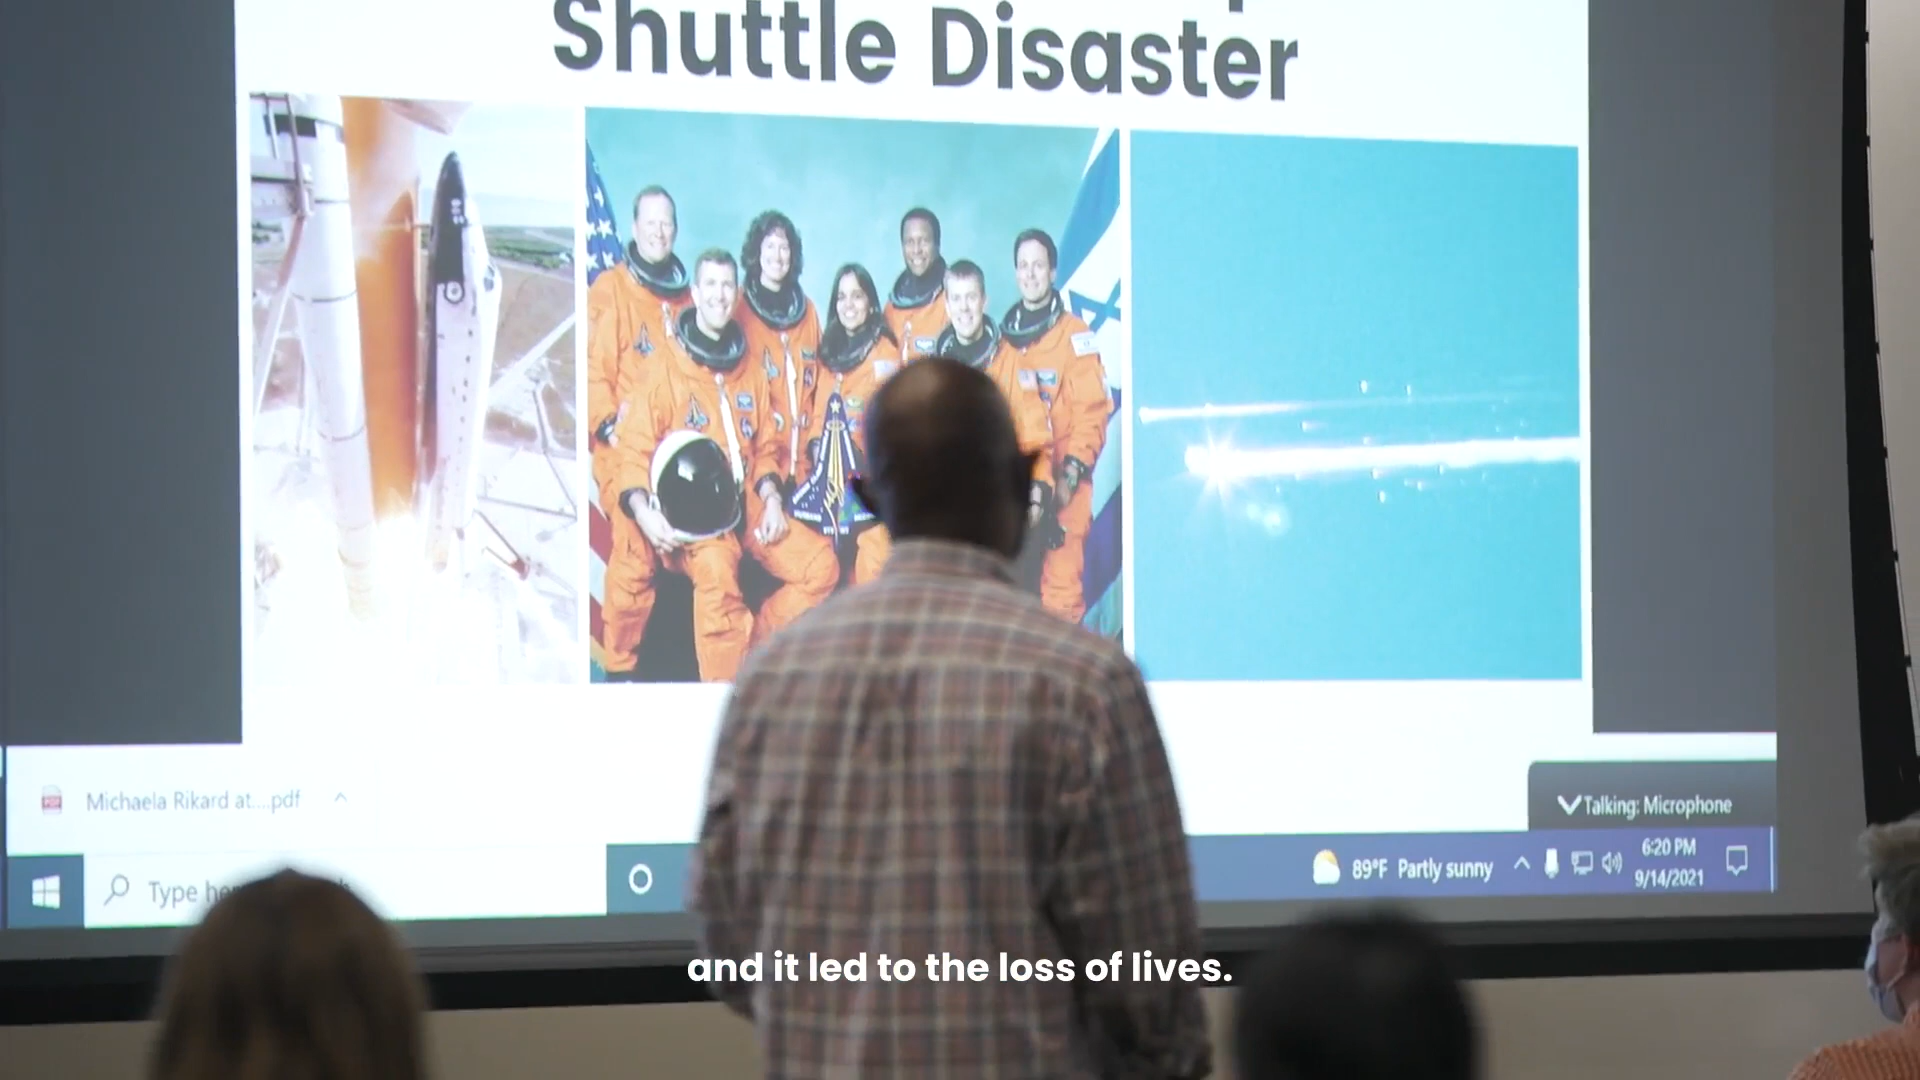 Shuttle Disaster
Michaela Rikard at....pdf
Talking: Microphone
Type
89°F Partly sunny
6:20 PM
9/14/2021
and it led to the loss of lives.